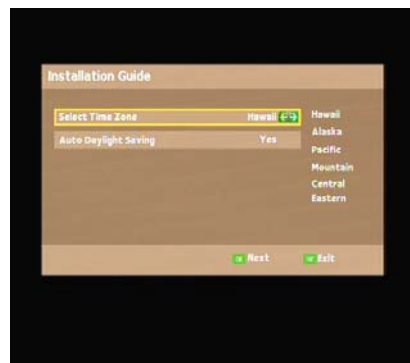 Installation Guide
Select Time Zone Hawaii
Auto Daylight Saving Yes
Hawaii
Alaska
Pacific
Mountain
Central
Eastern
Next Exit